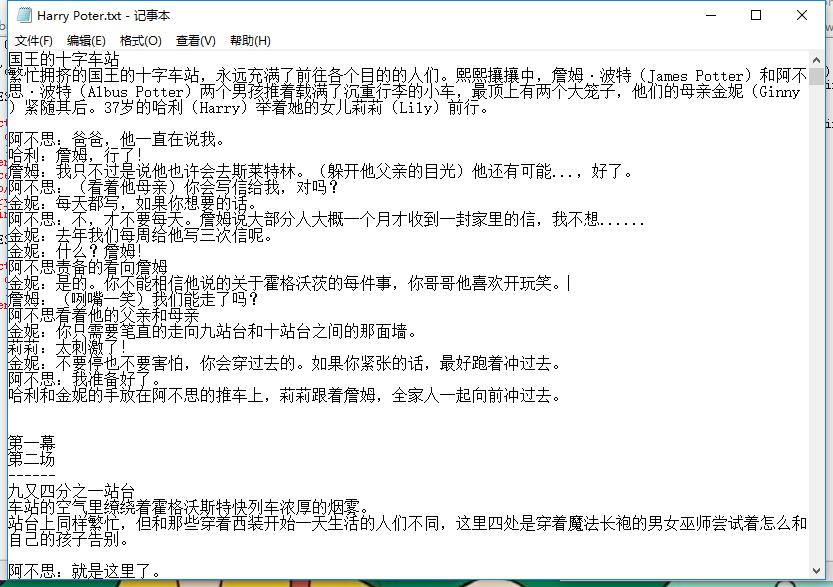 Harry Poter.txt - 记事本
文件(F) 编辑(E) 格式(O) 查看(V) 帮助(H)
国王的十字车站
繁忙拥挤的国王的十字车站，永远充满了前往各个目的的人们。熙熙攘攘中，詹姆·波特（James Potter）和阿不
思·波特（Albus Potter）两个男孩推着载满了沉重行李的小车，最顶上有两个大笼子，他们的母亲金妮（Ginny
）紧随其后。37岁的哈利（Harry）举着她的女儿莉莉（Lily）前行。
阿不思：爸爸，他一直在说我。
哈利：詹姆，行了！
詹姆：我只不过是说他也许会去斯莱特林。（躲开他父亲的目光）他还有可能...，好了。
阿不思：（看着他母亲）你会写信给我，对吗？
金妮：每天都写，如果你想要的话。
阿不思：不，才不要每天。詹姆说大部分人大概一个月才收到一封家里的信，我不想......
金妮：去年我们每周给他写三次信呢。
金妮：什么？詹姆！
阿不思责备的看向詹姆
金妮：是的。你不能相信他说的关于霍格沃茨的每件事，你哥哥他喜欢开玩笑。
詹姆：（咧嘴一笑）我们能走了吗？
阿不思看着他的父亲和母亲
金妮：你只需要笔直的走向九站台和十站台之间的那面墙。
莉莉：太刺激了！
金妮：不要停也不要害怕，你会穿过去的。如果你紧张的话，最好跑着冲过去。
阿不思：我准备好了。
哈利和金妮的手放在阿不思的推车上，莉莉跟着詹姆，全家人一起向前冲过去。
第一幕
第二场
------
九又四分之一站台
车站的空气里缭绕着霍格沃斯特快列车浓厚的烟雾。
站台上同样繁忙，但和那些穿着西装开始一天生活的人们不同，这里四处是穿着魔法长袍的男女巫师尝试着怎么和
自己的孩子告别。
阿不思：就是这里了。